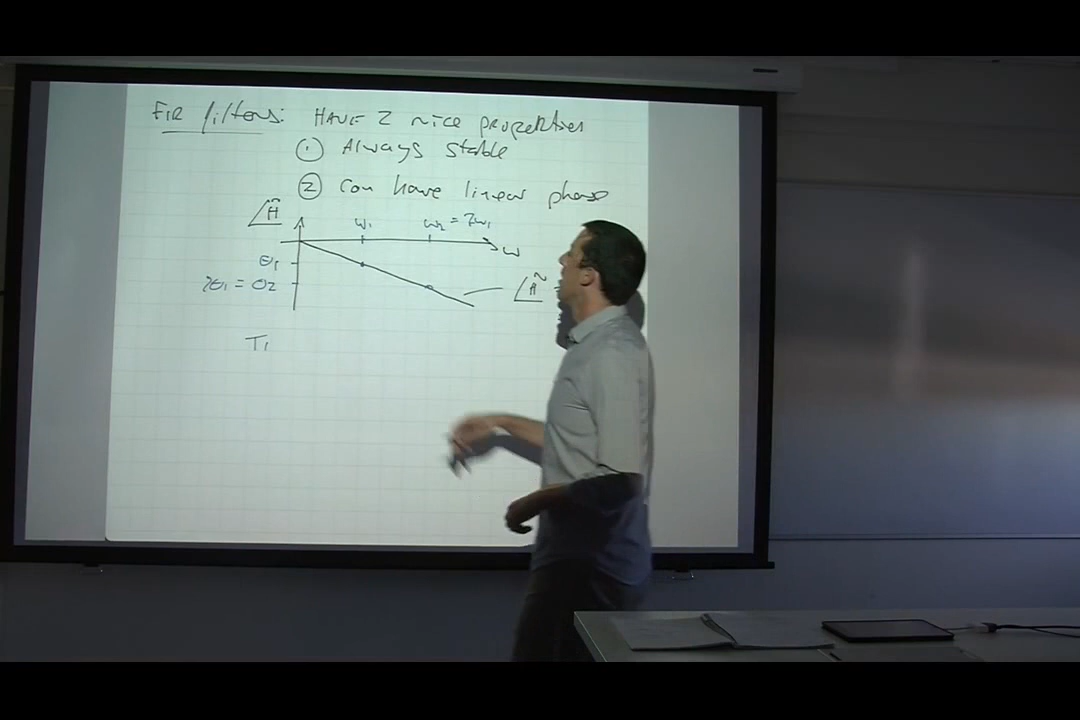 FIR filters: HAVE 2 nice properties
① Always stable
② can have linear phase
∠H̃ ω₁ ω₂ = 2ω₁
ω
θ₁
2θ₁ = θ₂ ∠H̃
T₁